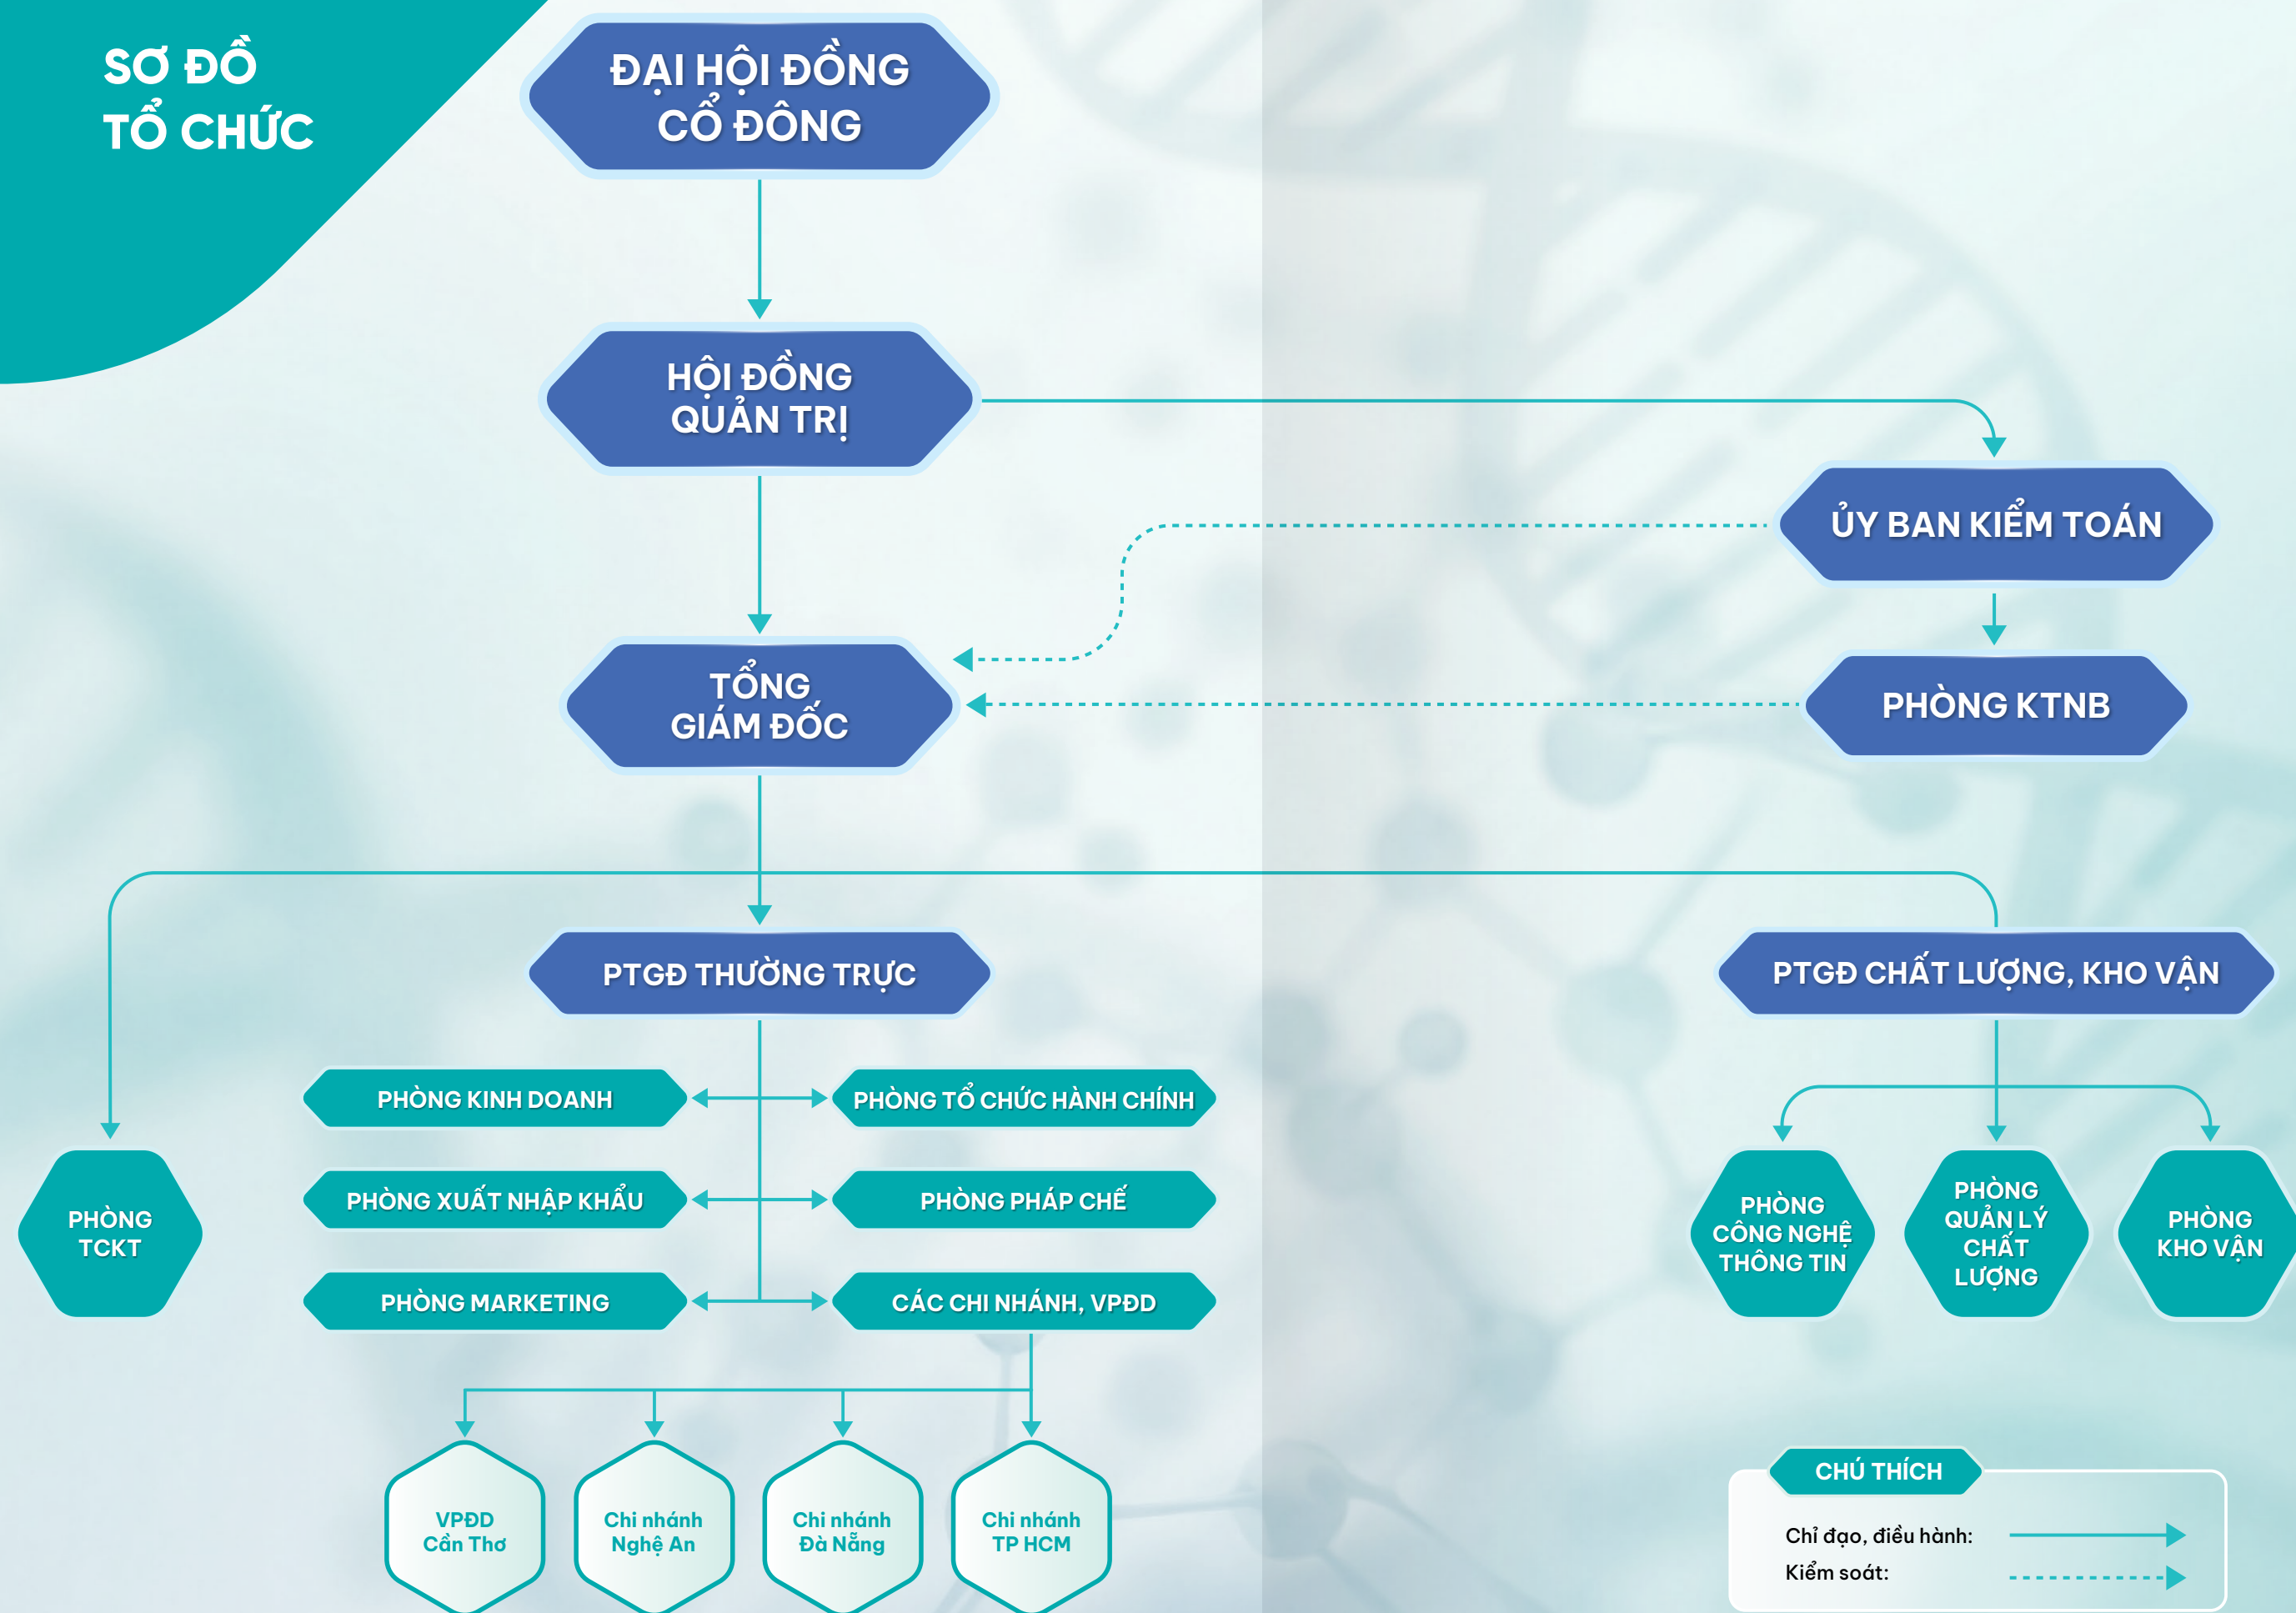 SƠ ĐỒ
TỔ CHỨC
ĐẠI HỘI ĐỒNG
CỔ ĐÔNG
HỘI ĐỒNG
QUẢN TRỊ
ỦY BAN KIỂM TOÁN
TỔNG
GIÁM ĐỐC
PHÒNG KTNB
PTGĐ THƯỜNG TRỰC
PTGĐ CHẤT LƯỢNG, KHO VẬN
PHÒNG KINH DOANH
PHÒNG TỔ CHỨC HÀNH CHÍNH
PHÒNG XUẤT NHẬP KHẨU
PHÒNG PHÁP CHẾ
PHÒNG MARKETING
CÁC CHI NHÁNH, VPĐD
PHÒNG
TCKT
PHÒNG
CÔNG NGHỆ
THÔNG TIN
PHÒNG
QUẢN LÝ
CHẤT
LƯỢNG
PHÒNG
KHO VẬN
VPĐD
Cần Thơ
Chi nhánh
Nghệ An
Chi nhánh
Đà Nẵng
Chi nhánh
TP HCM
CHÚ THÍCH
Chỉ đạo, điều hành:
Kiểm soát: